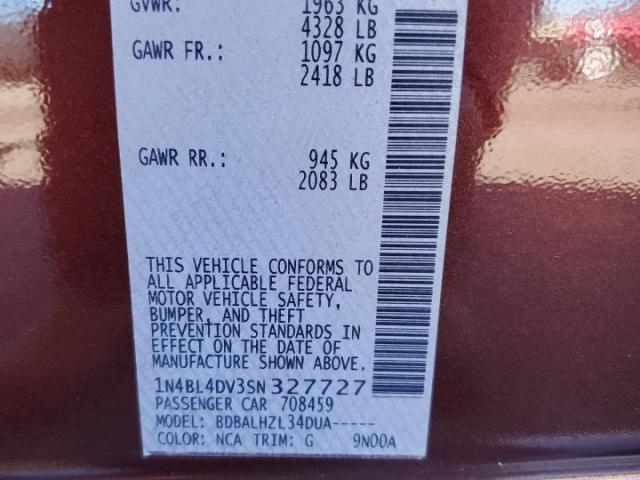 GVWR: 1963 KG
4328 LB
GAWR FR.: 1097 KG
2418 LB
GAWR RR.: 945 KG
2083 LB
THIS VEHICLE CONFORMS TO
ALL APPLICABLE FEDERAL
MOTOR VEHICLE SAFETY,
BUMPER, AND THEFT
PREVENTION STANDARDS IN
EFFECT ON THE DATE OF
MANUFACTURE SHOWN ABOVE.
1N4BL4DV3SN327727
PASSENGER CAR 708459
MODEL: BDBALHZL34DUA-----
COLOR: NCA TRIM: G 9N00A